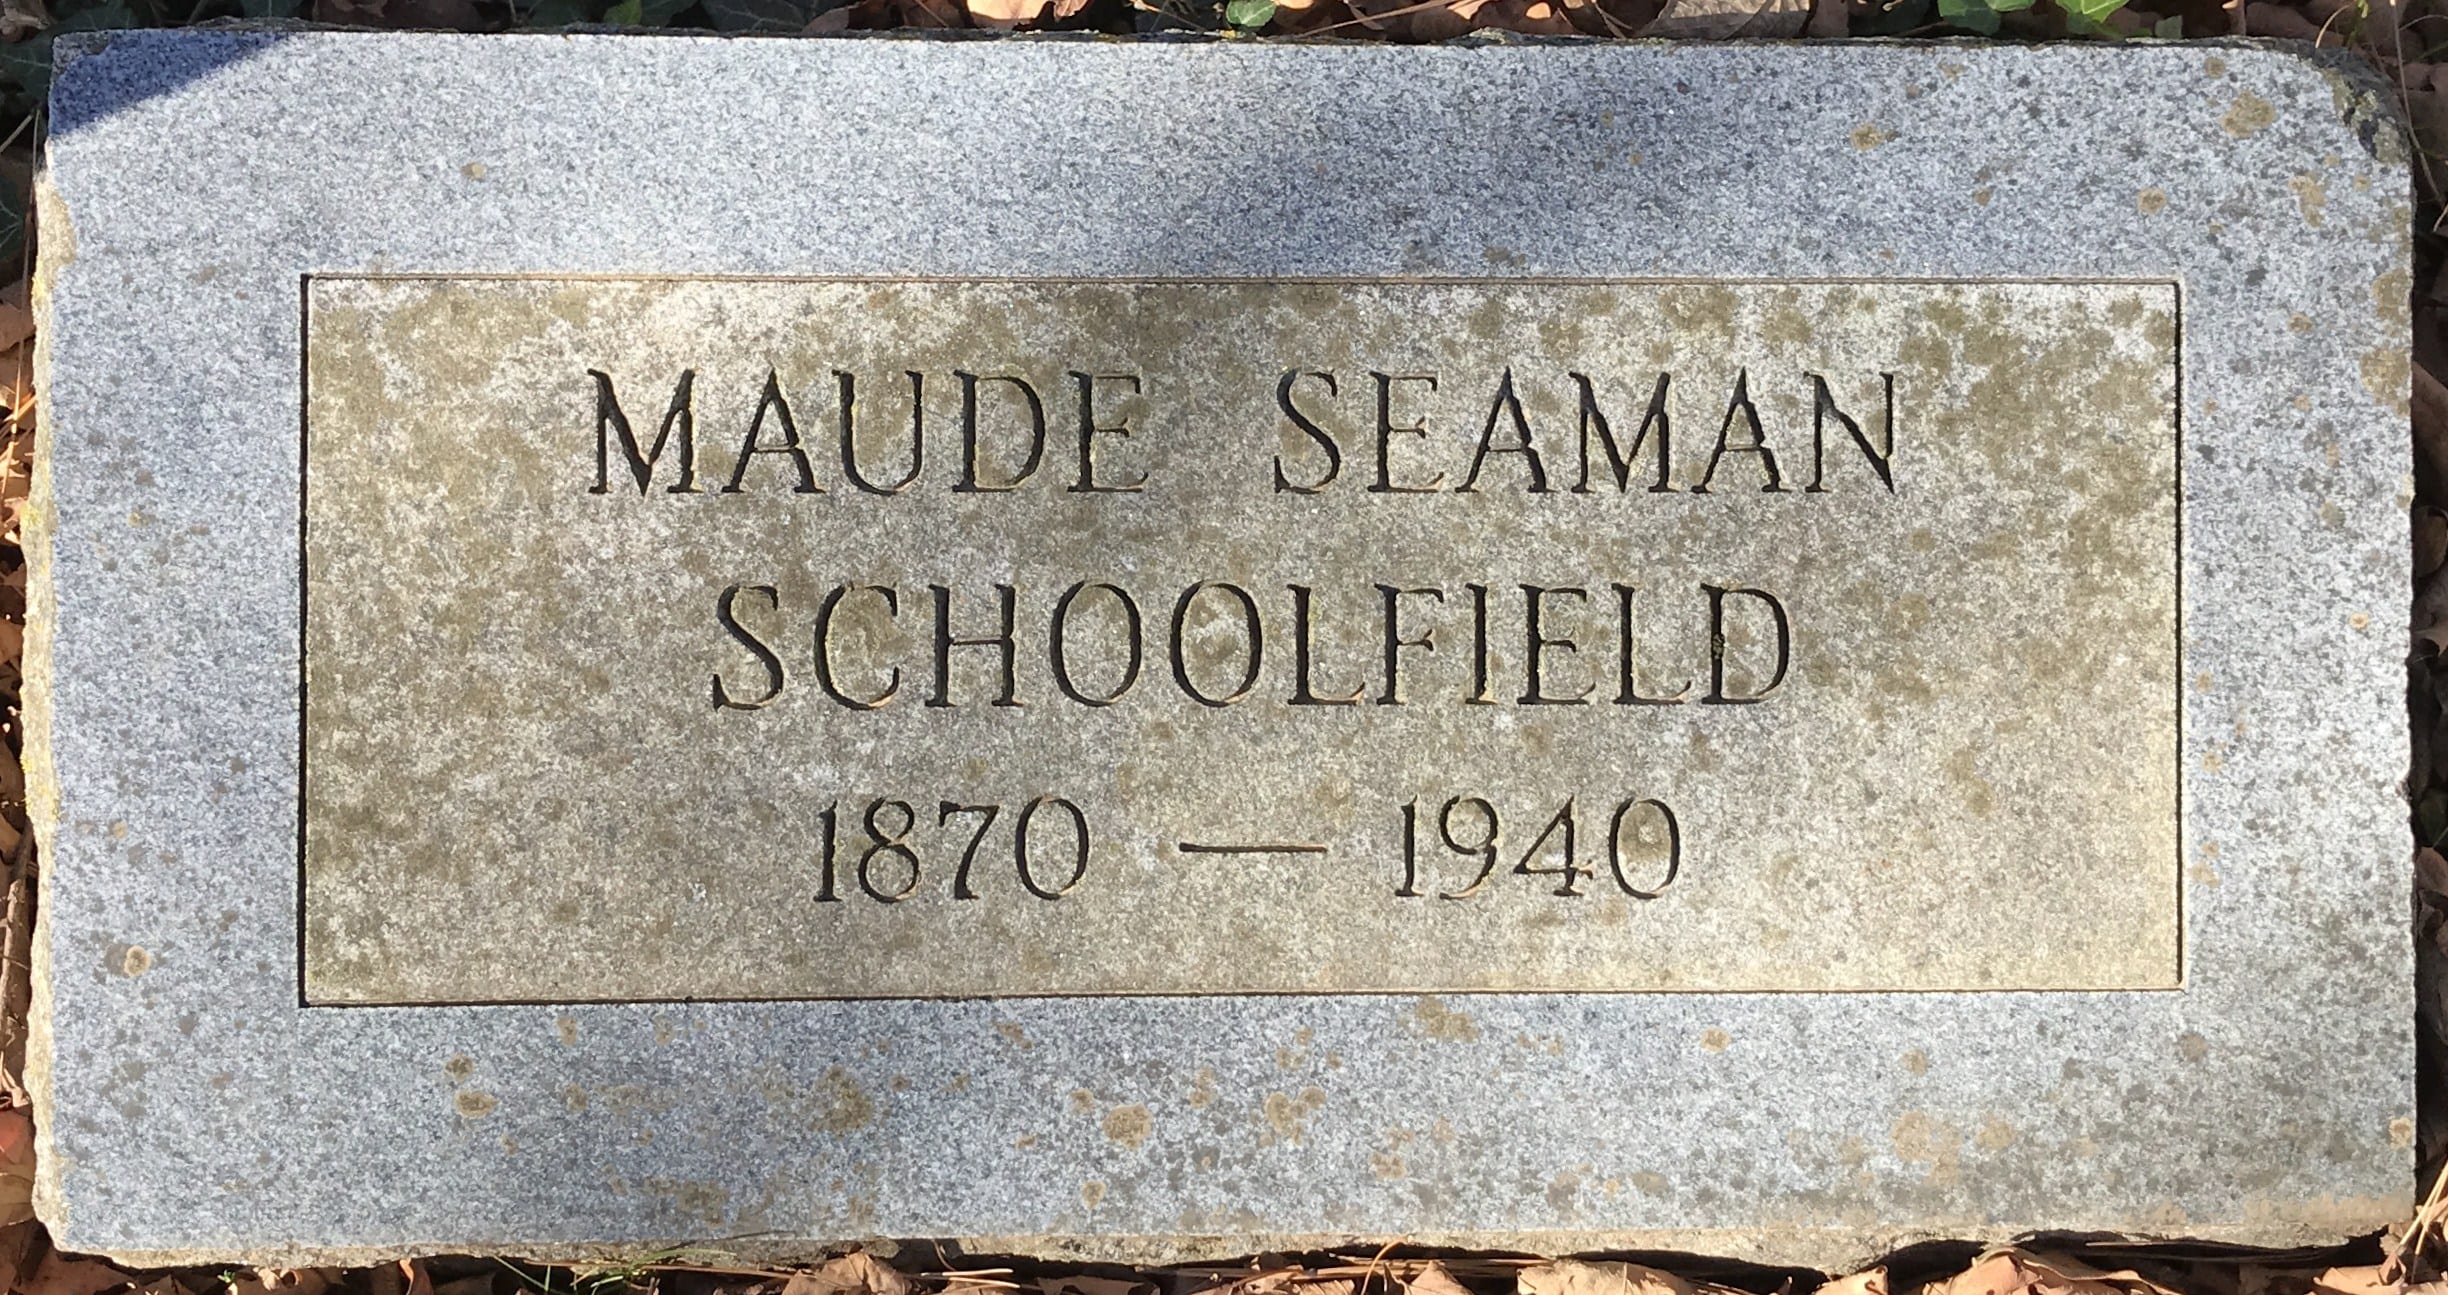 MAUDE SEAMAN
SCHOOLFIELD
1870 — 1940